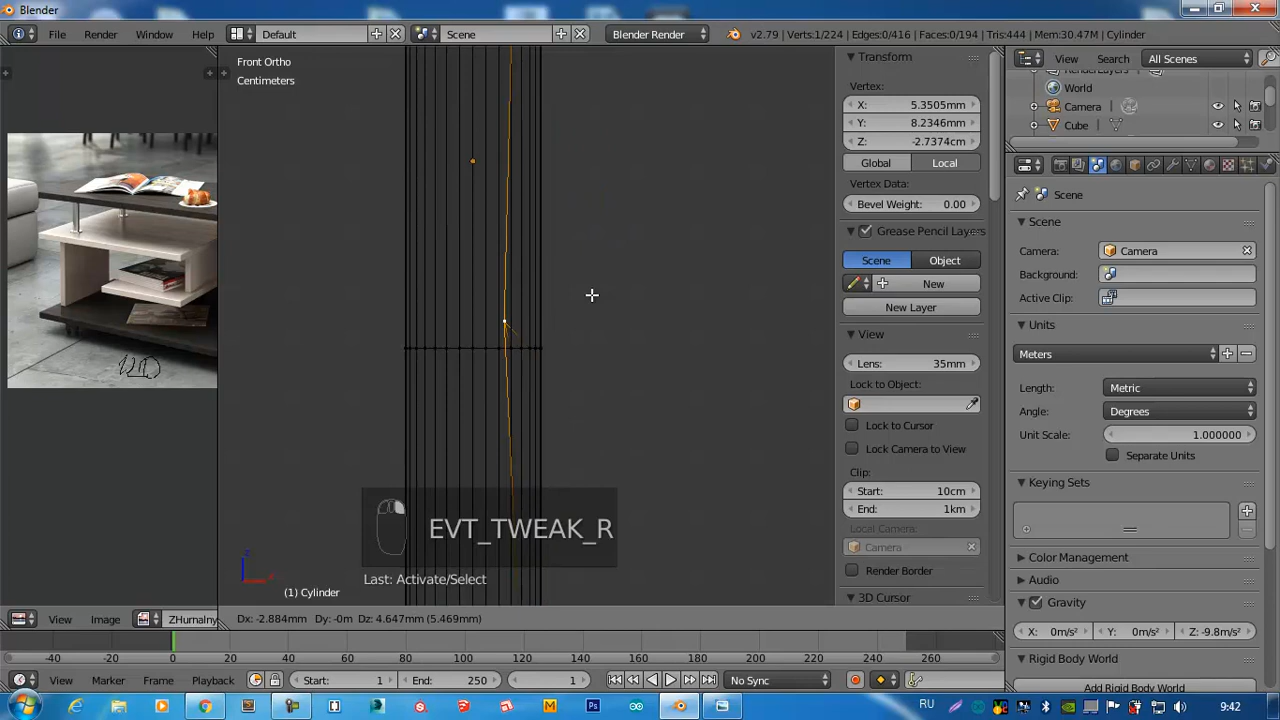 Blender
File Render Window Help Default Scene Blender Render v2.79 | Verts:1/224 | Edges:0/416 | Faces:0/194 | Tris:444 | Mem:30.47M | Cylinder
Front Ortho
Centimeters
Transform
Vertex:
X: 5.3505mm
Y: 8.2346mm
Z: -2.7374cm
Global Local
Vertex Data:
Bevel Weight: 0.00
Grease Pencil Layers
Scene Object
New
New Layer
View
Lens: 35mm
Lock to Object:
Lock to Cursor
Lock Camera to View
Clip:
Start: 10cm
End: 1km
Local Camera:
Camera
Render Border
3D Cursor
View Search All Scenes
RenderLayers
World
Camera
Cube
Scene
Scene
Camera: Camera
Background:
Active Clip:
Units
Meters
Length: Metric
Angle: Degrees
Unit Scale: 1.000000
Separate Units
Keying Sets
Color Management
Audio
Gravity
X: 0m/s² Y: 0m/s² Z: -9.8m/s²
Rigid Body World
Add Rigid Body World
EVT_TWEAK_R
Last: Activate/Select
(1) Cylinder
View Image ZHurnalny Dx: -2.884mm Dy: -0m Dz: 4.647mm (5.469mm)
-40 -20 0 20 40 60 80 100 120 140 160 180 200 220 240 260
View Marker Frame Playback Start: 1 End: 250 1 No Sync
RU 9:42